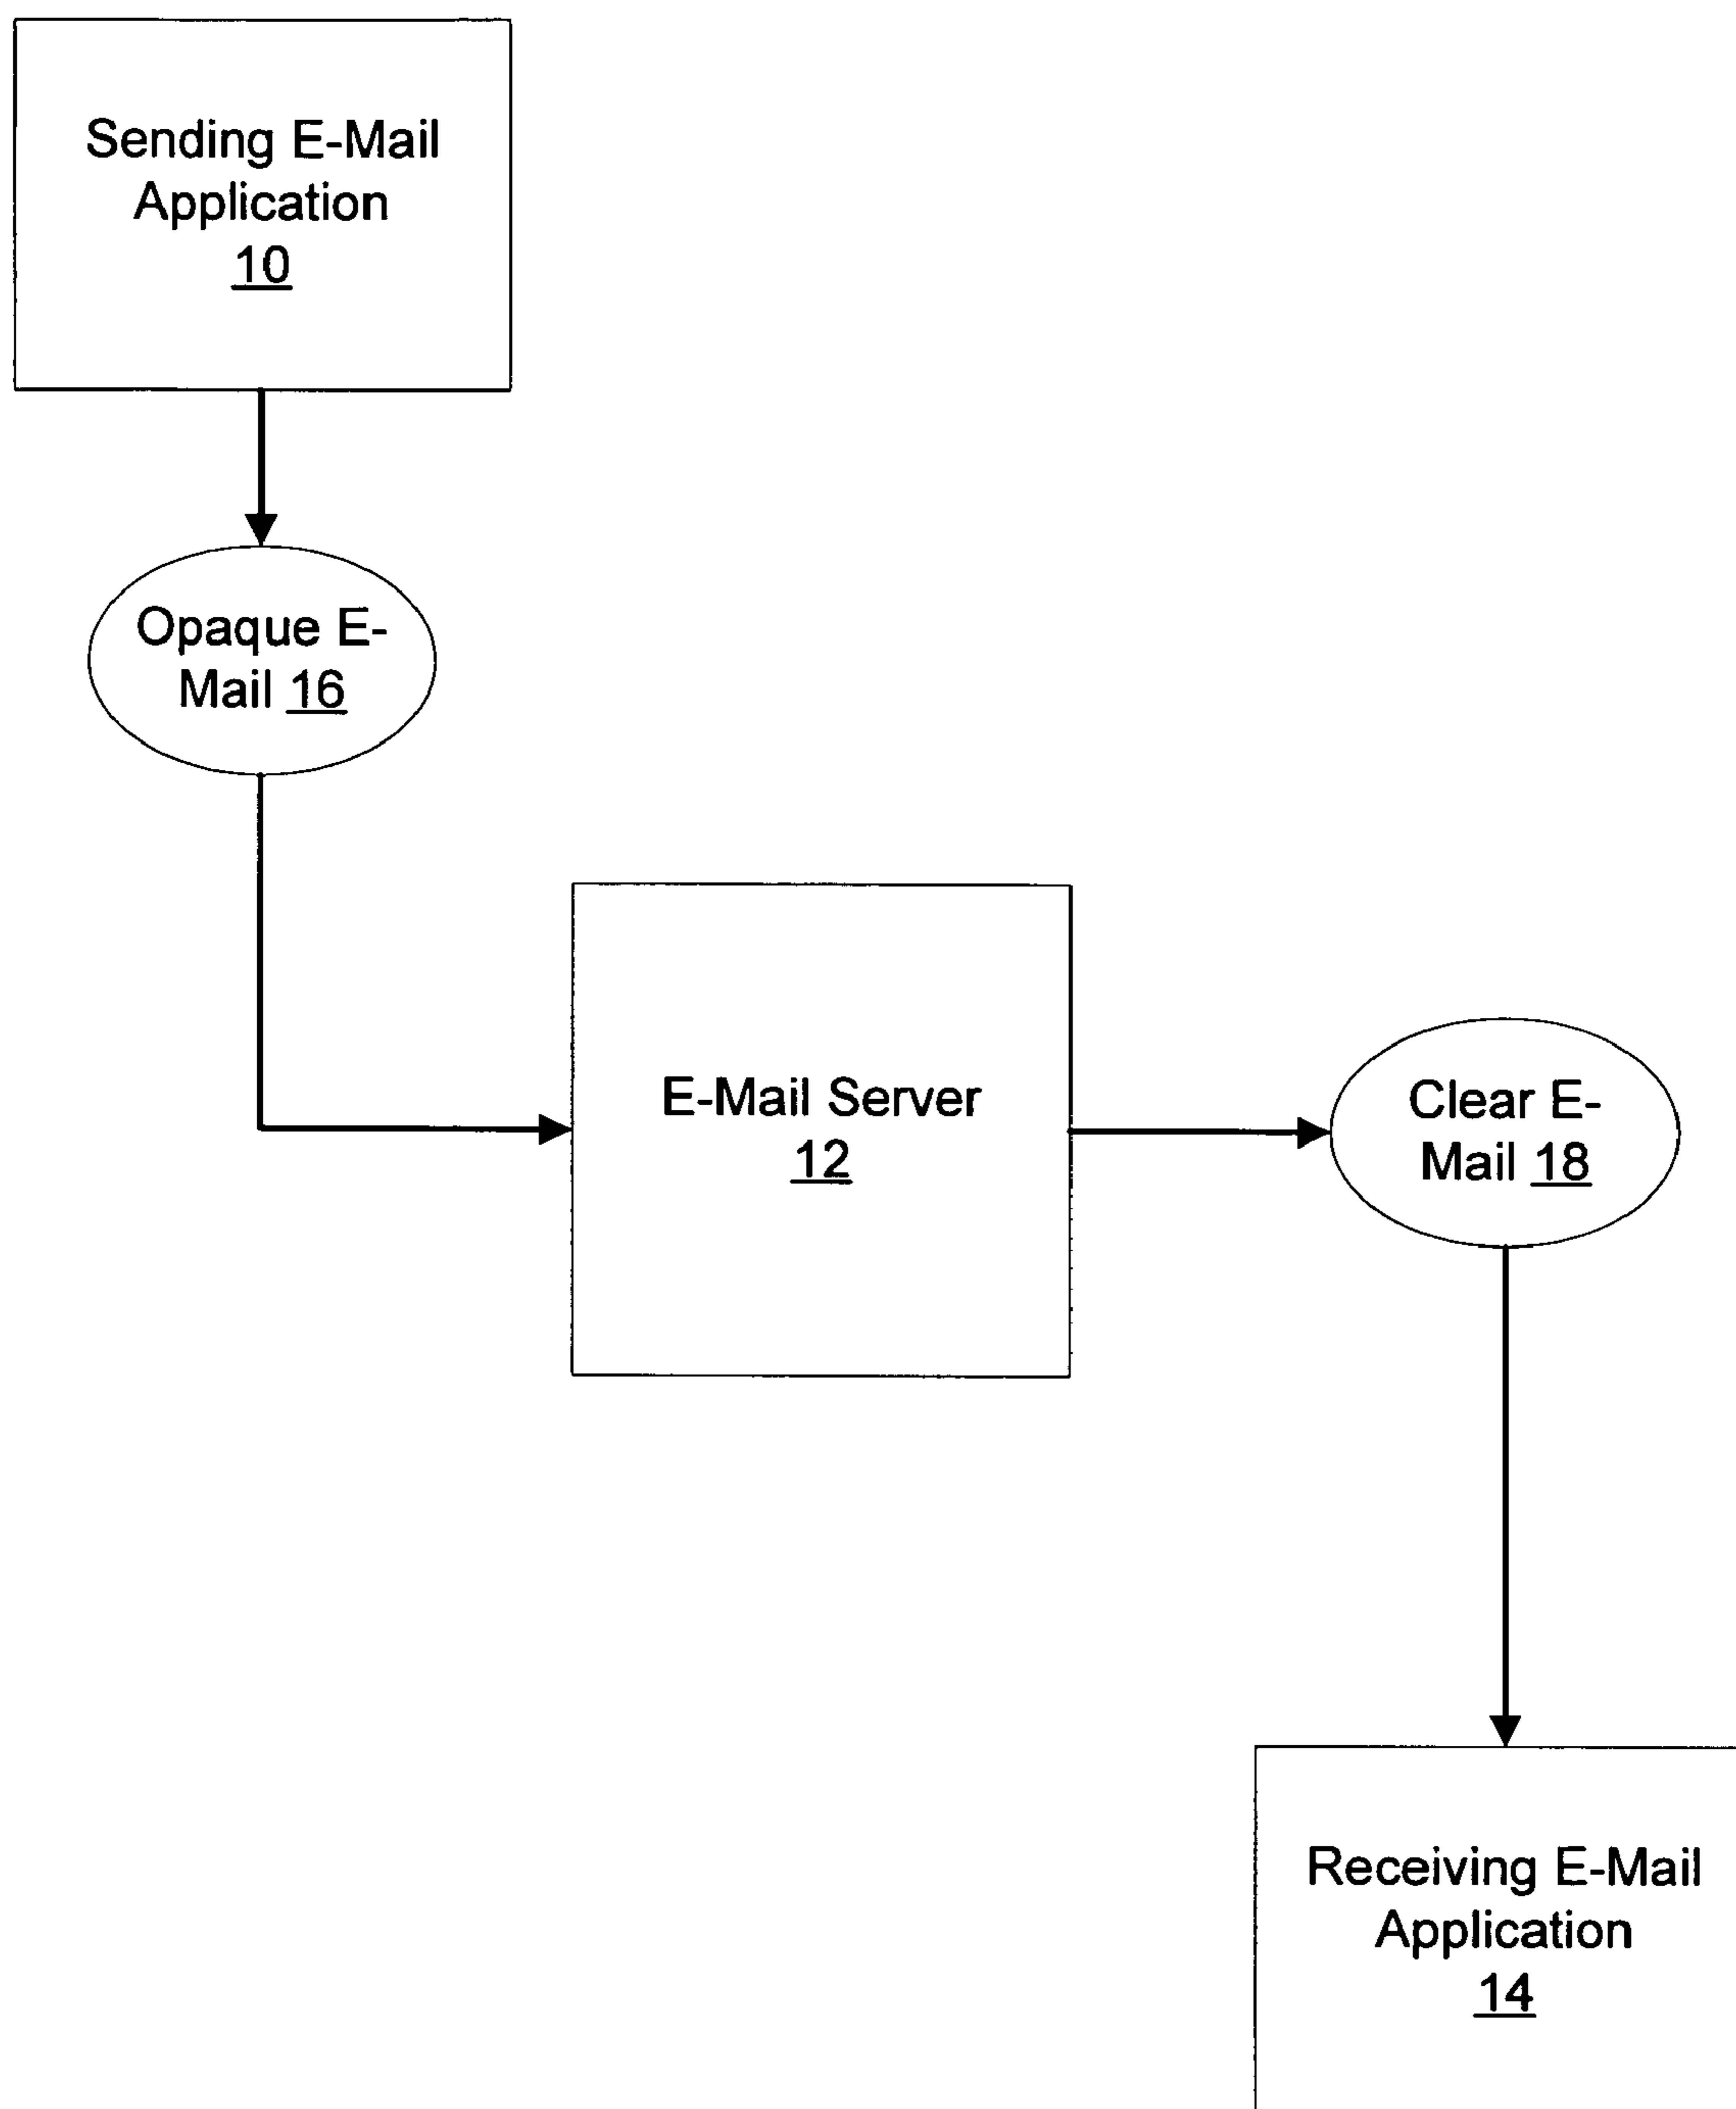 Sending E-Mail
Application
10
Opaque E-
Mail 16
E-Mail Server
12
Clear E-
Mail 18
Receiving E-Mail
Application
14